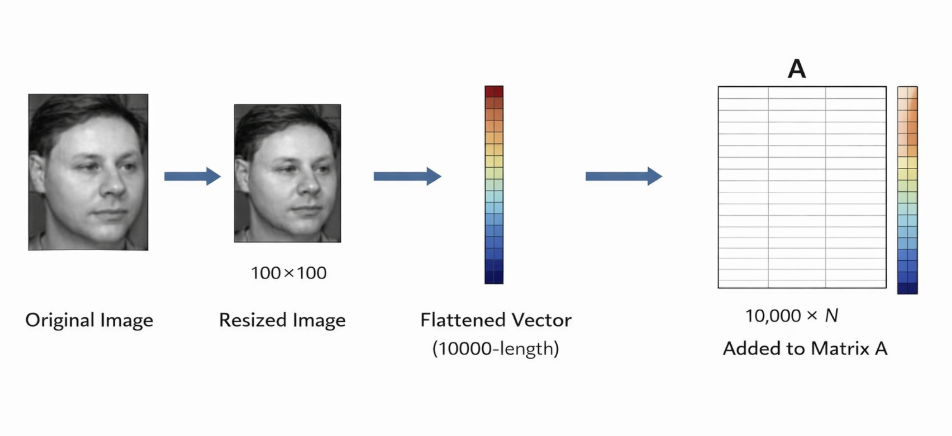 A
100×100
10,000 × N
Original Image
Resized Image
Flattened Vector
(10000-length)
Added to Matrix A